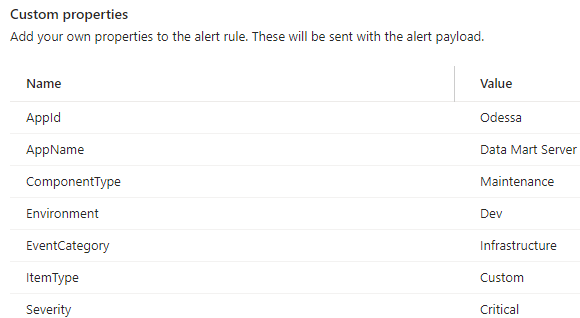 Custom properties
Add your own properties to the alert rule. These will be sent with the alert payload.
Name Value
AppId Odessa
AppName Data Mart Server
ComponentType Maintenance
Environment Dev
EventCategory Infrastructure
ItemType Custom
Severity Critical